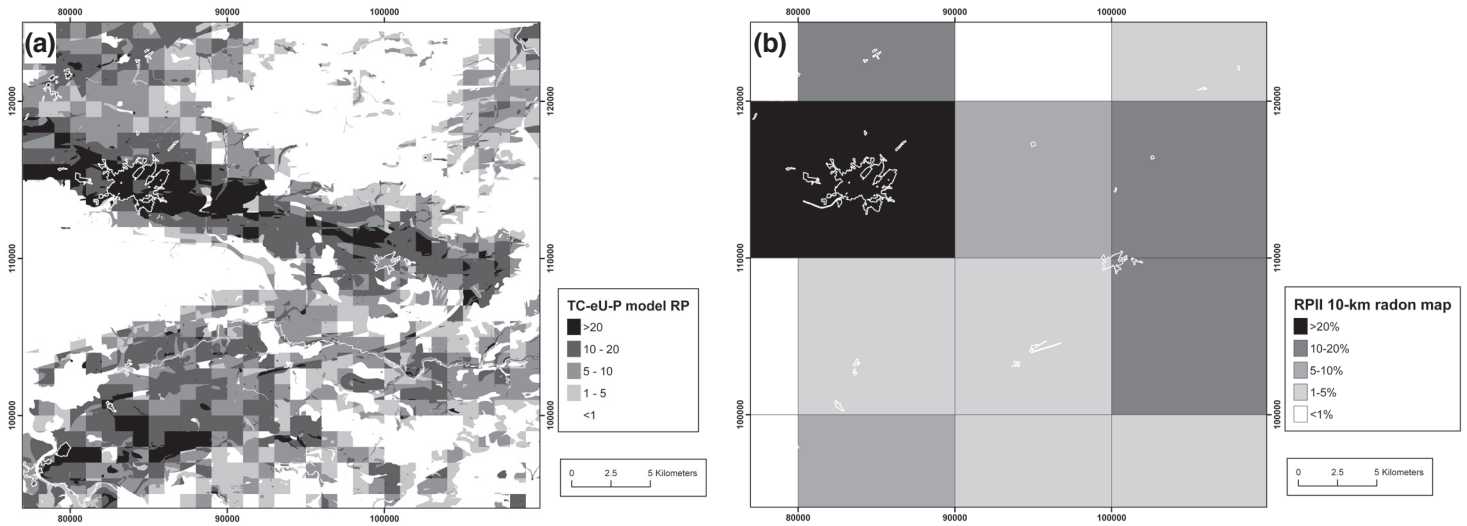 80000 90000 100000
(a)
120000 120000
110000 110000
100000 100000
80000 90000 100000
TC-eU-P model RP
>20
10 - 20
5 - 10
1 - 5
<1
0 2.5 5 Kilometers
80000 90000 100000
(b)
120000 120000
110000 110000
100000 100000
80000 90000 100000
RPII 10-km radon map
>20%
10-20%
5-10%
1-5%
<1%
0 2.5 5 Kilometers